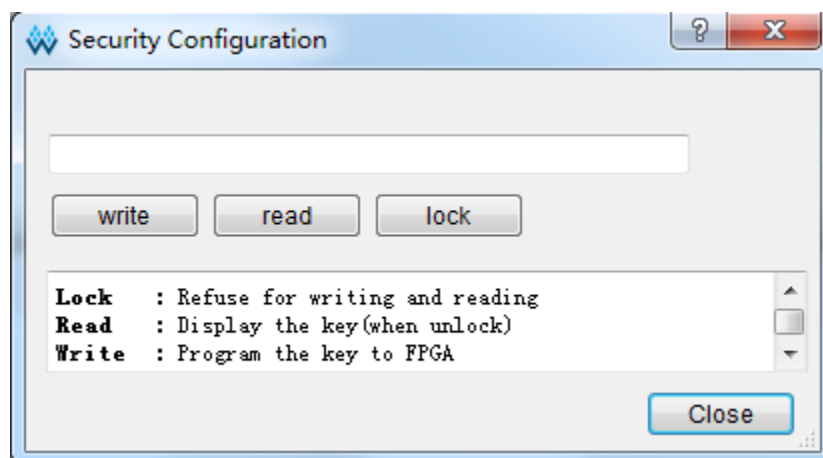 Security Configuration
write read lock
Lock : Refuse for writing and reading
Read : Display the key(when unlock)
Write : Program the key to FPGA
Close